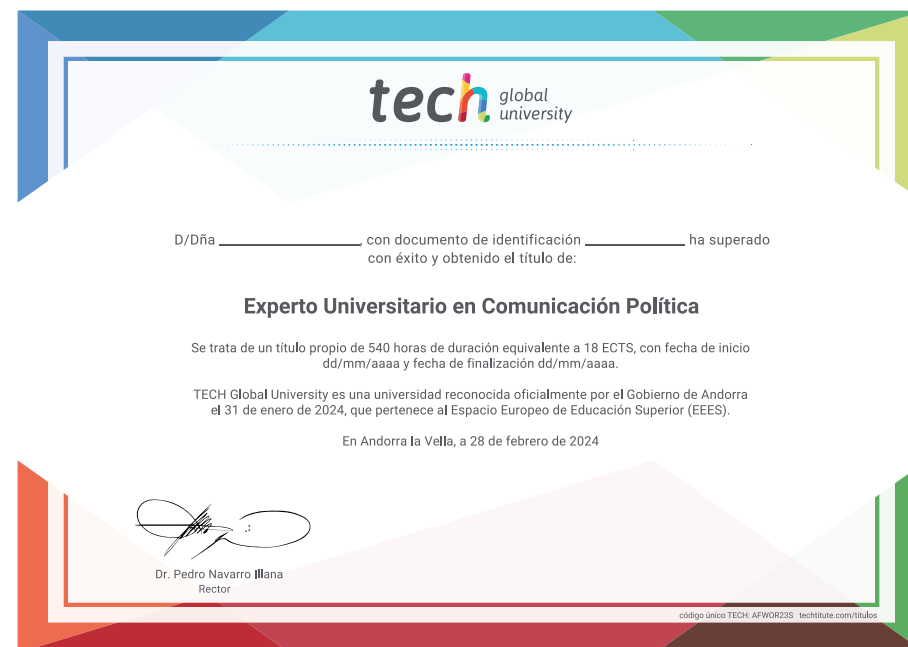 tech global university
D/Dña ____________________, con documento de identificación ______________ ha superado
con éxito y obtenido el título de:
Experto Universitario en Comunicación Política
Se trata de un título propio de 540 horas de duración equivalente a 18 ECTS, con fecha de inicio
dd/mm/aaaa y fecha de finalización dd/mm/aaaa.
TECH Global University es una universidad reconocida oficialmente por el Gobierno de Andorra
el 31 de enero de 2024, que pertenece al Espacio Europeo de Educación Superior (EEES).
En Andorra la Vella, a 28 de febrero de 2024
Dr. Pedro Navarro Illana
Rector
código único TECH: AFWOR23S techtitute.com/titulos